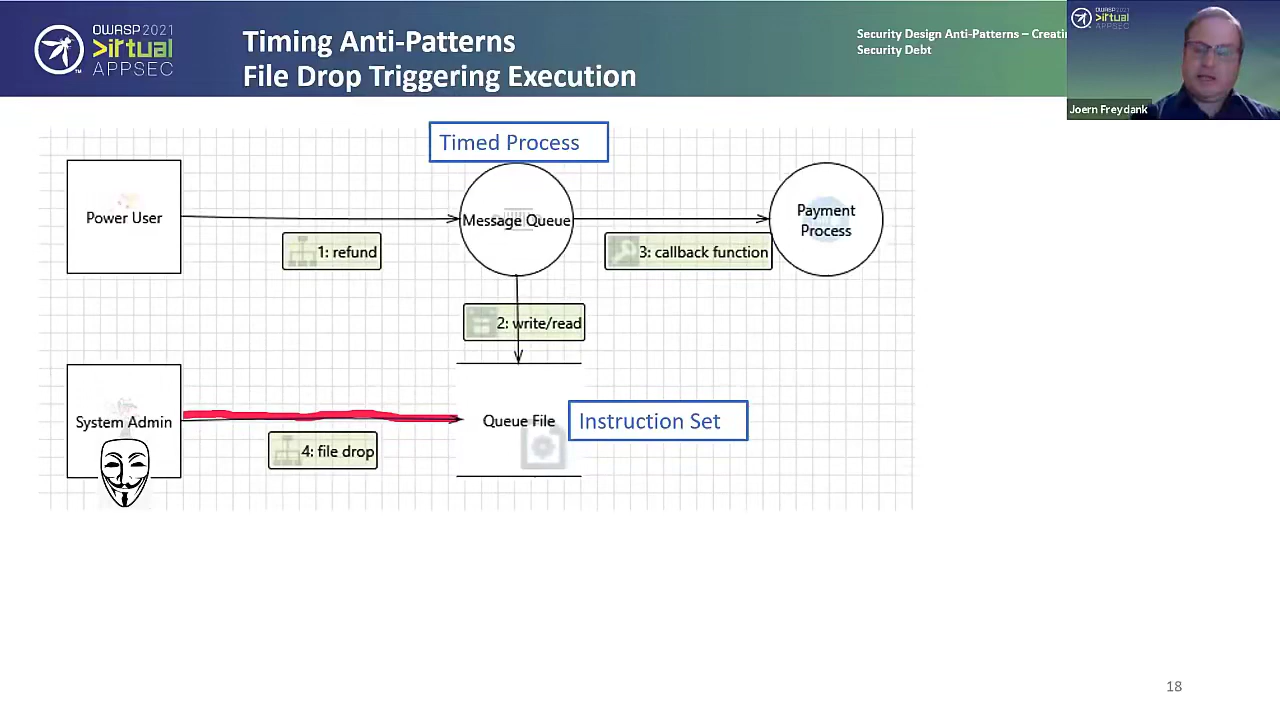 OWASP 2021
Virtual
APPSEC
Timing Anti-Patterns
File Drop Triggering Execution
Security Design Anti-Patterns – Creati
Security Debt
OWASP 2021
Virtual
APPSEC
Joern Freydank
Timed Process
Power User
Message Queue
Payment
Process
1: refund
3: callback function
2: write/read
System Admin
Queue File
Instruction Set
4: file drop
18